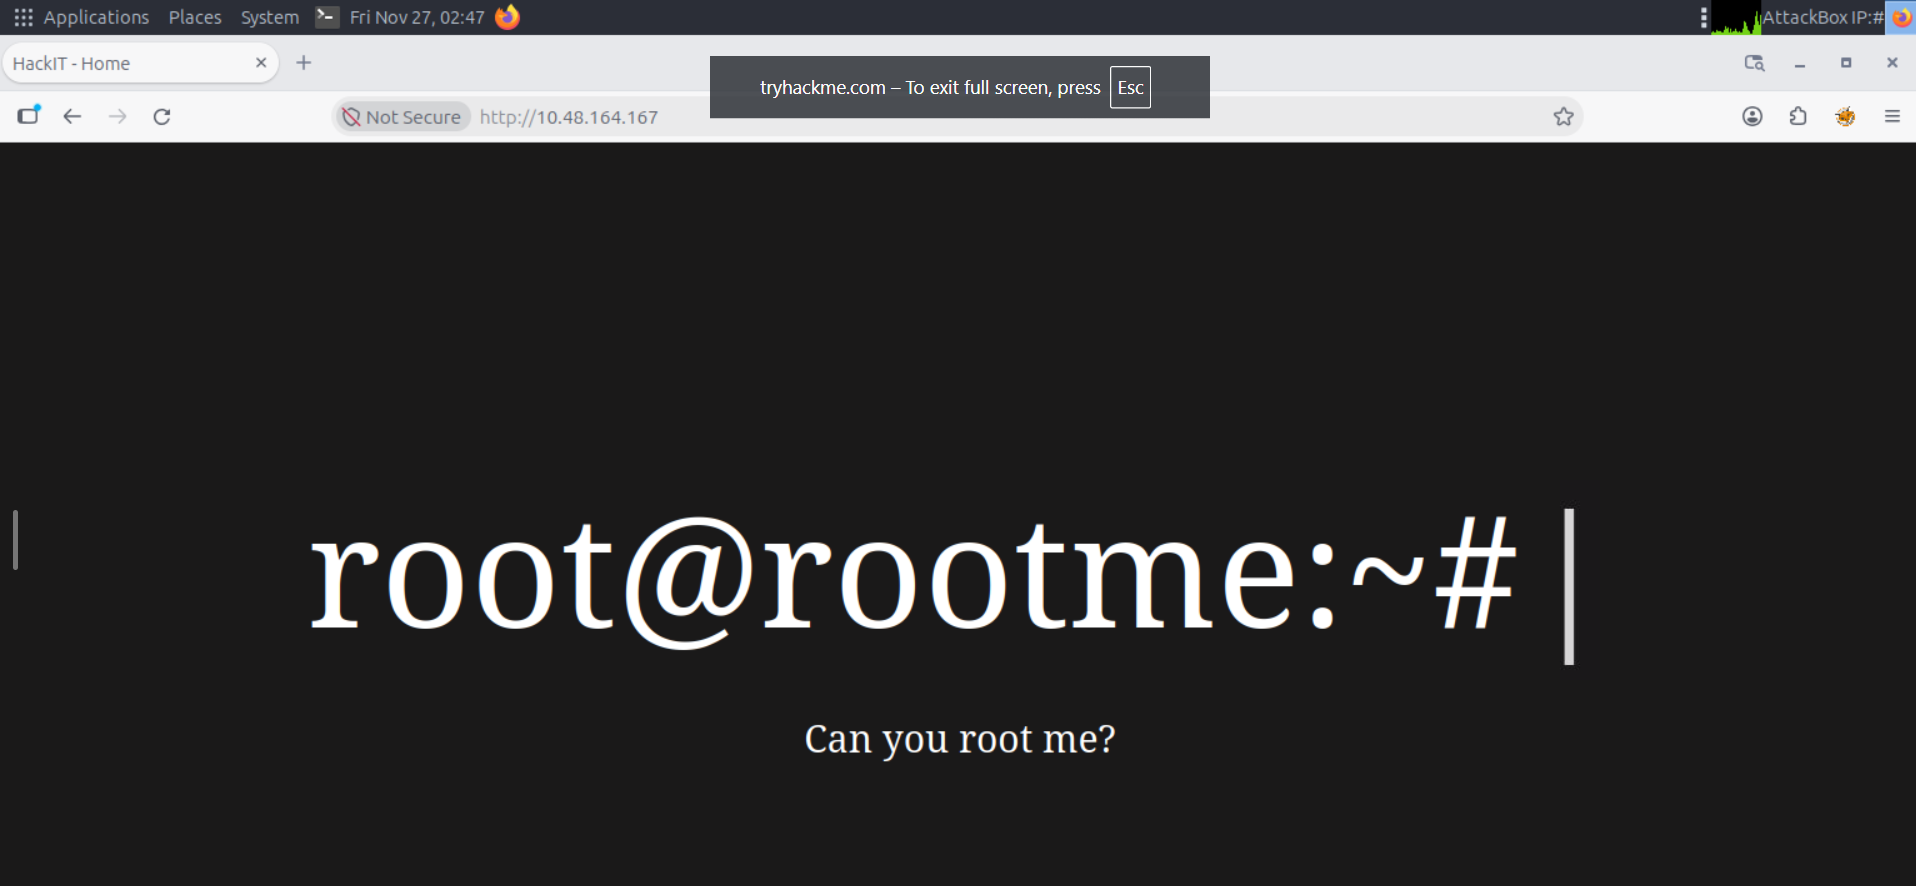 Applications Places System Fri Nov 27, 02:47 AttackBox IP:#
HackIT - Home
tryhackme.com – To exit full screen, press Esc
Not Secure http://10.48.164.167
root@rootme:~#
Can you root me?